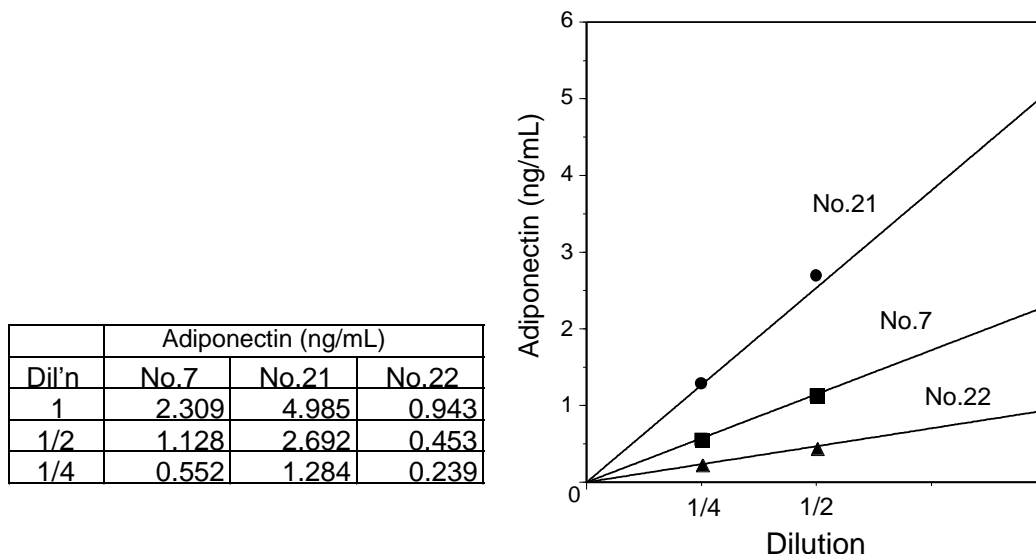 Adiponectin (ng/mL)
Dil'n No.7 No.21 No.22
1 2.309 4.985 0.943
1/2 1.128 2.692 0.453
1/4 0.552 1.284 0.239
Adiponectin (ng/mL)
6
5
4
3
2
1
0
No.21
No.7
No.22
1/4 1/2
Dilution